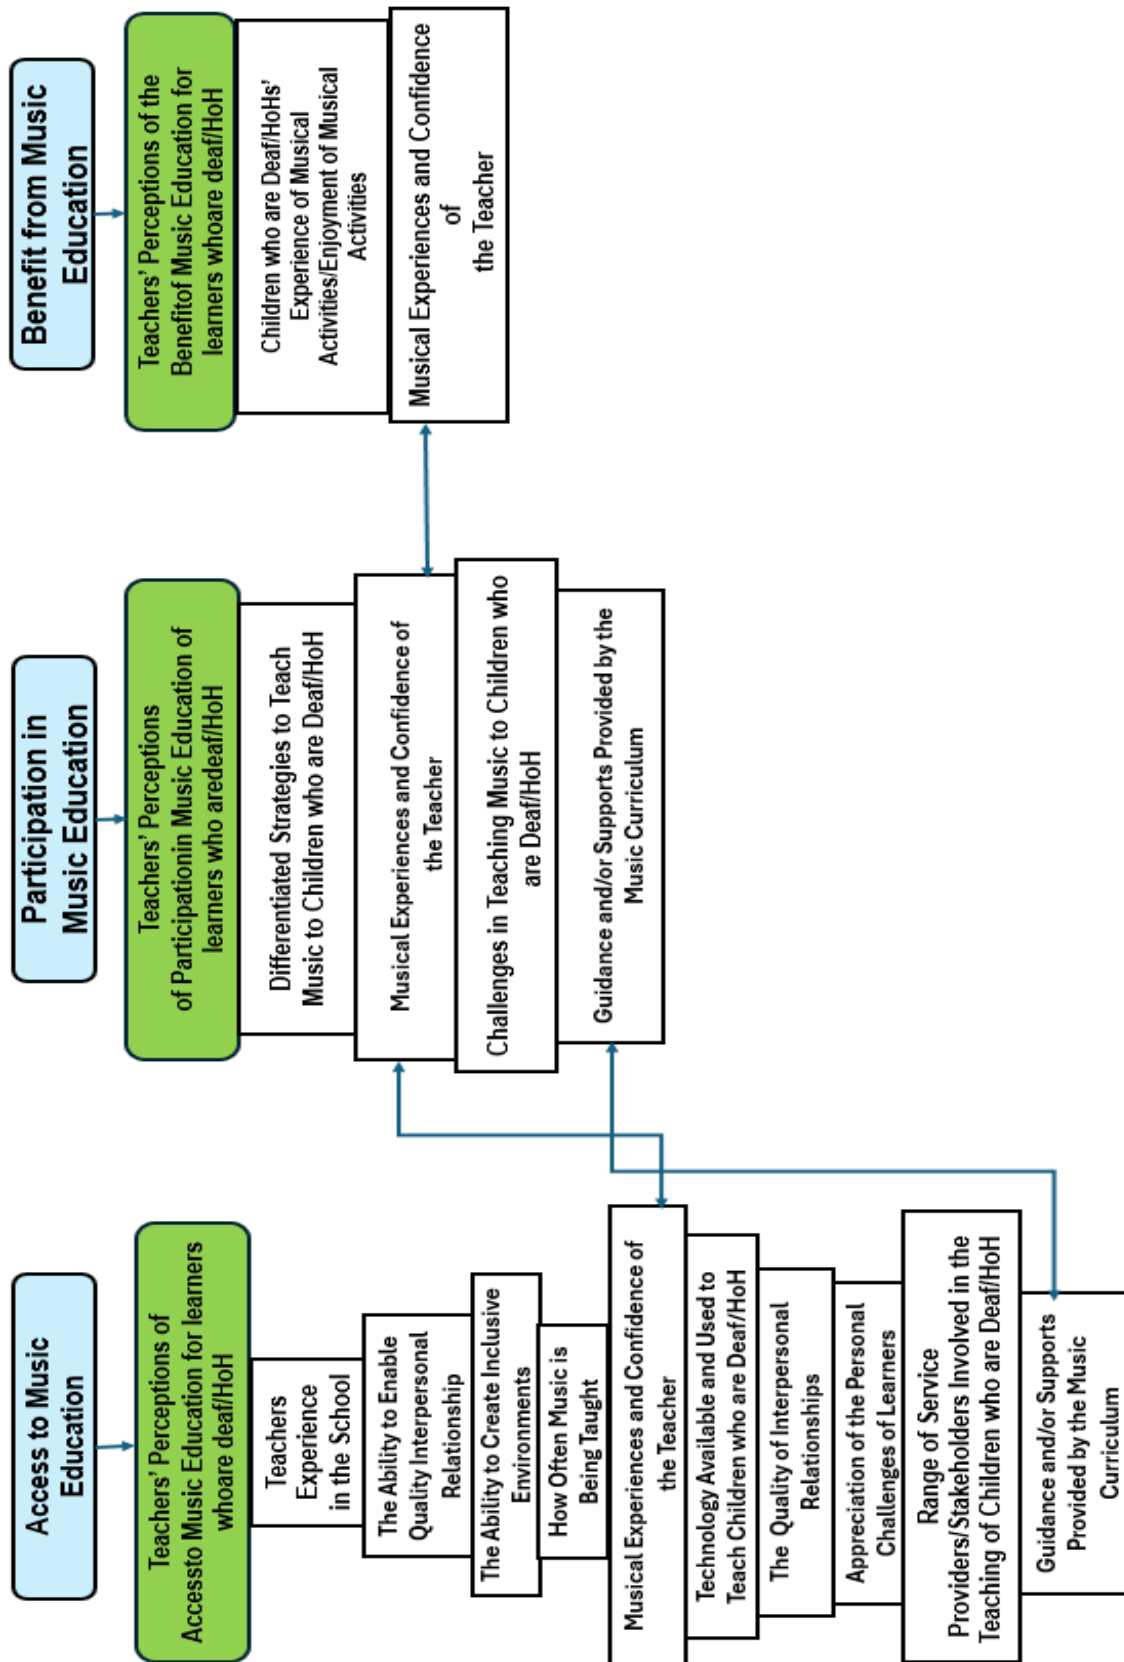 Access to Music
Education
Teachers' Perceptions of
Accessto Music Education for learners
whoare deaf/HoH
Teachers
Experience
in the School
The Ability to Enable
Quality Interpersonal
Relationship
The Ability to Create Inclusive
Environments
How Often Music is
Being Taught
Musical Experiences and Confidence of
the Teacher
Technology Available and Used to
Teach Children who are Deaf/HoH
The Quality of Interpersonal
Relationships
Appreciation of the Personal
Challenges of Learners
Range of Service
Providers/Stakeholders Involved in the
Teaching of Children who are Deaf/HoH
Guidance and/or Supports
Provided by the Music
Curriculum
Participation in
Music Education
Teachers' Perceptions
of Participationin Music Education of
learners who aredeaf/HoH
Differentiated Strategies to Teach
Music to Children who are Deaf/HoH
Musical Experiences and Confidence of
the Teacher
Challenges in Teaching Music to Children who
are Deaf/HoH
Guidance and/or Supports Provided by the
Music Curriculum
Benefit from Music
Education
Teachers' Perceptions of the
Benefitof Music Education for
learners whoare deaf/HoH
Children who are Deaf/HoHs'
Experience of Musical
Activities/Enjoyment of Musical
Activities
Musical Experiences and Confidence
of
the Teacher